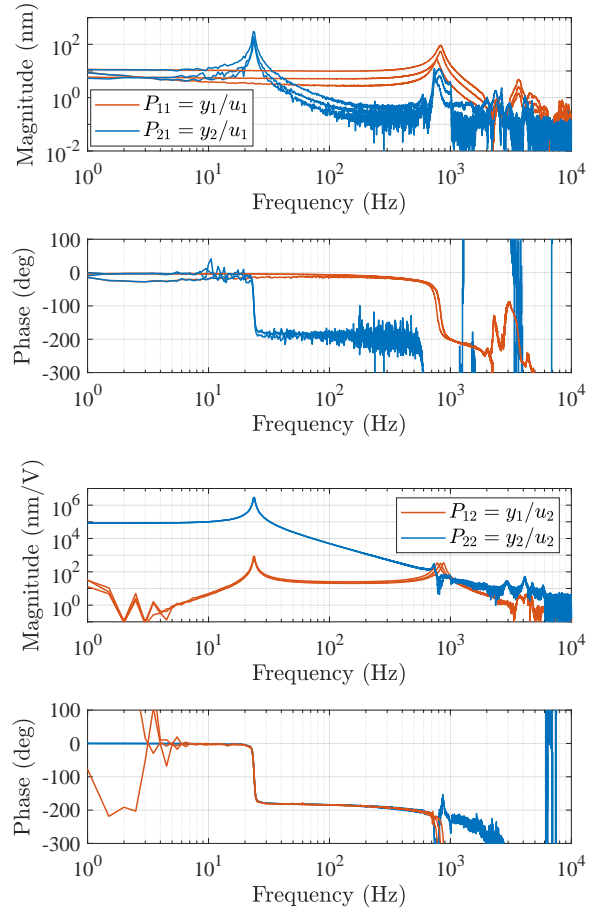 Magnitude (nm)
10^2
10^0
10^-2
P_11 = y_1/u_1
P_21 = y_2/u_1
10^0 10^1 10^2 10^3 10^4
Frequency (Hz)
Phase (deg)
100
0
-100
-200
-300
10^0 10^1 10^2 10^3 10^4
Frequency (Hz)
Magnitude (nm/V)
10^6
10^4
10^2
10^0
P_12 = y_1/u_2
P_22 = y_2/u_2
10^0 10^1 10^2 10^3 10^4
Frequency (Hz)
Phase (deg)
100
0
-100
-200
-300
10^0 10^1 10^2 10^3 10^4
Frequency (Hz)